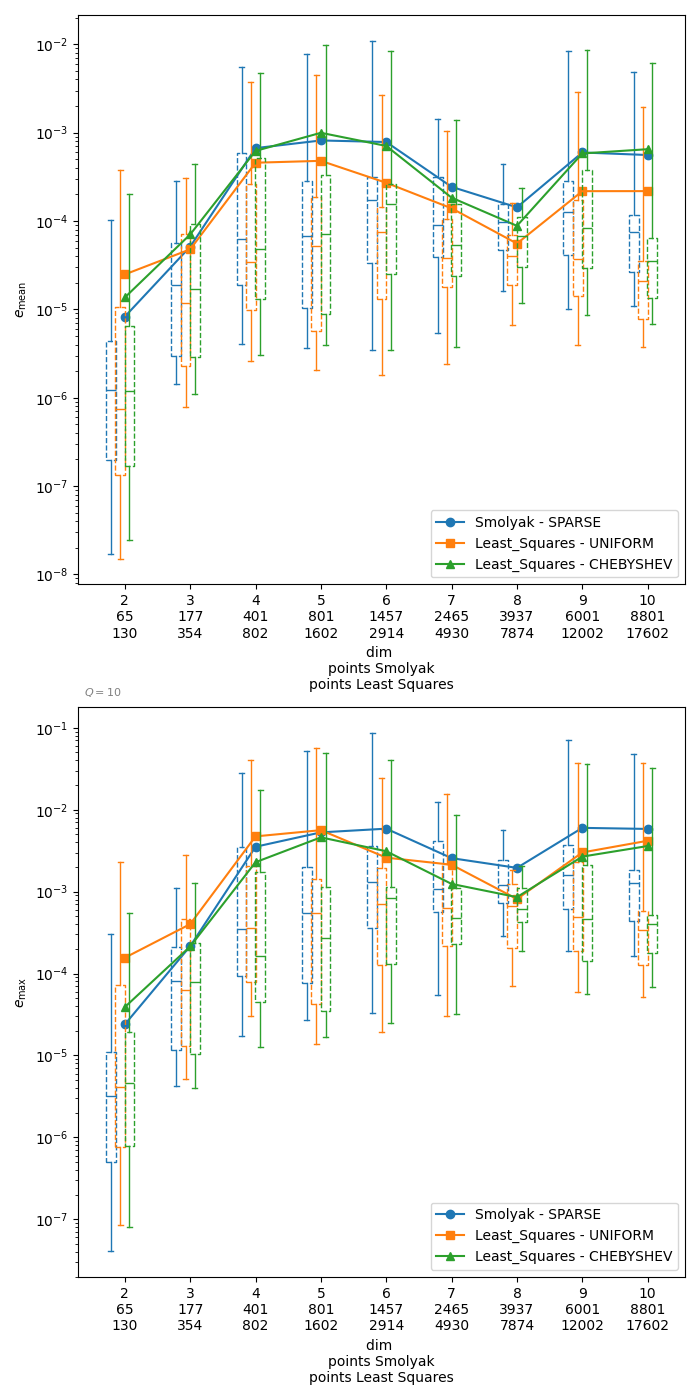 10⁻²
10⁻³
10⁻⁴
10⁻⁵
10⁻⁶
10⁻⁷
10⁻⁸
e_mean
Smolyak - SPARSE
Least_Squares - UNIFORM
Least_Squares - CHEBYSHEV
2 3 4 5 6 7 8 9 10
65 177 401 801 1457 2465 3937 6001 8801
130 354 802 1602 2914 4930 7874 12002 17602
dim
points Smolyak
points Least Squares
Q = 10
10⁻¹
10⁻²
10⁻³
10⁻⁴
10⁻⁵
10⁻⁶
10⁻⁷
e_max
Smolyak - SPARSE
Least_Squares - UNIFORM
Least_Squares - CHEBYSHEV
2 3 4 5 6 7 8 9 10
65 177 401 801 1457 2465 3937 6001 8801
130 354 802 1602 2914 4930 7874 12002 17602
dim
points Smolyak
points Least Squares